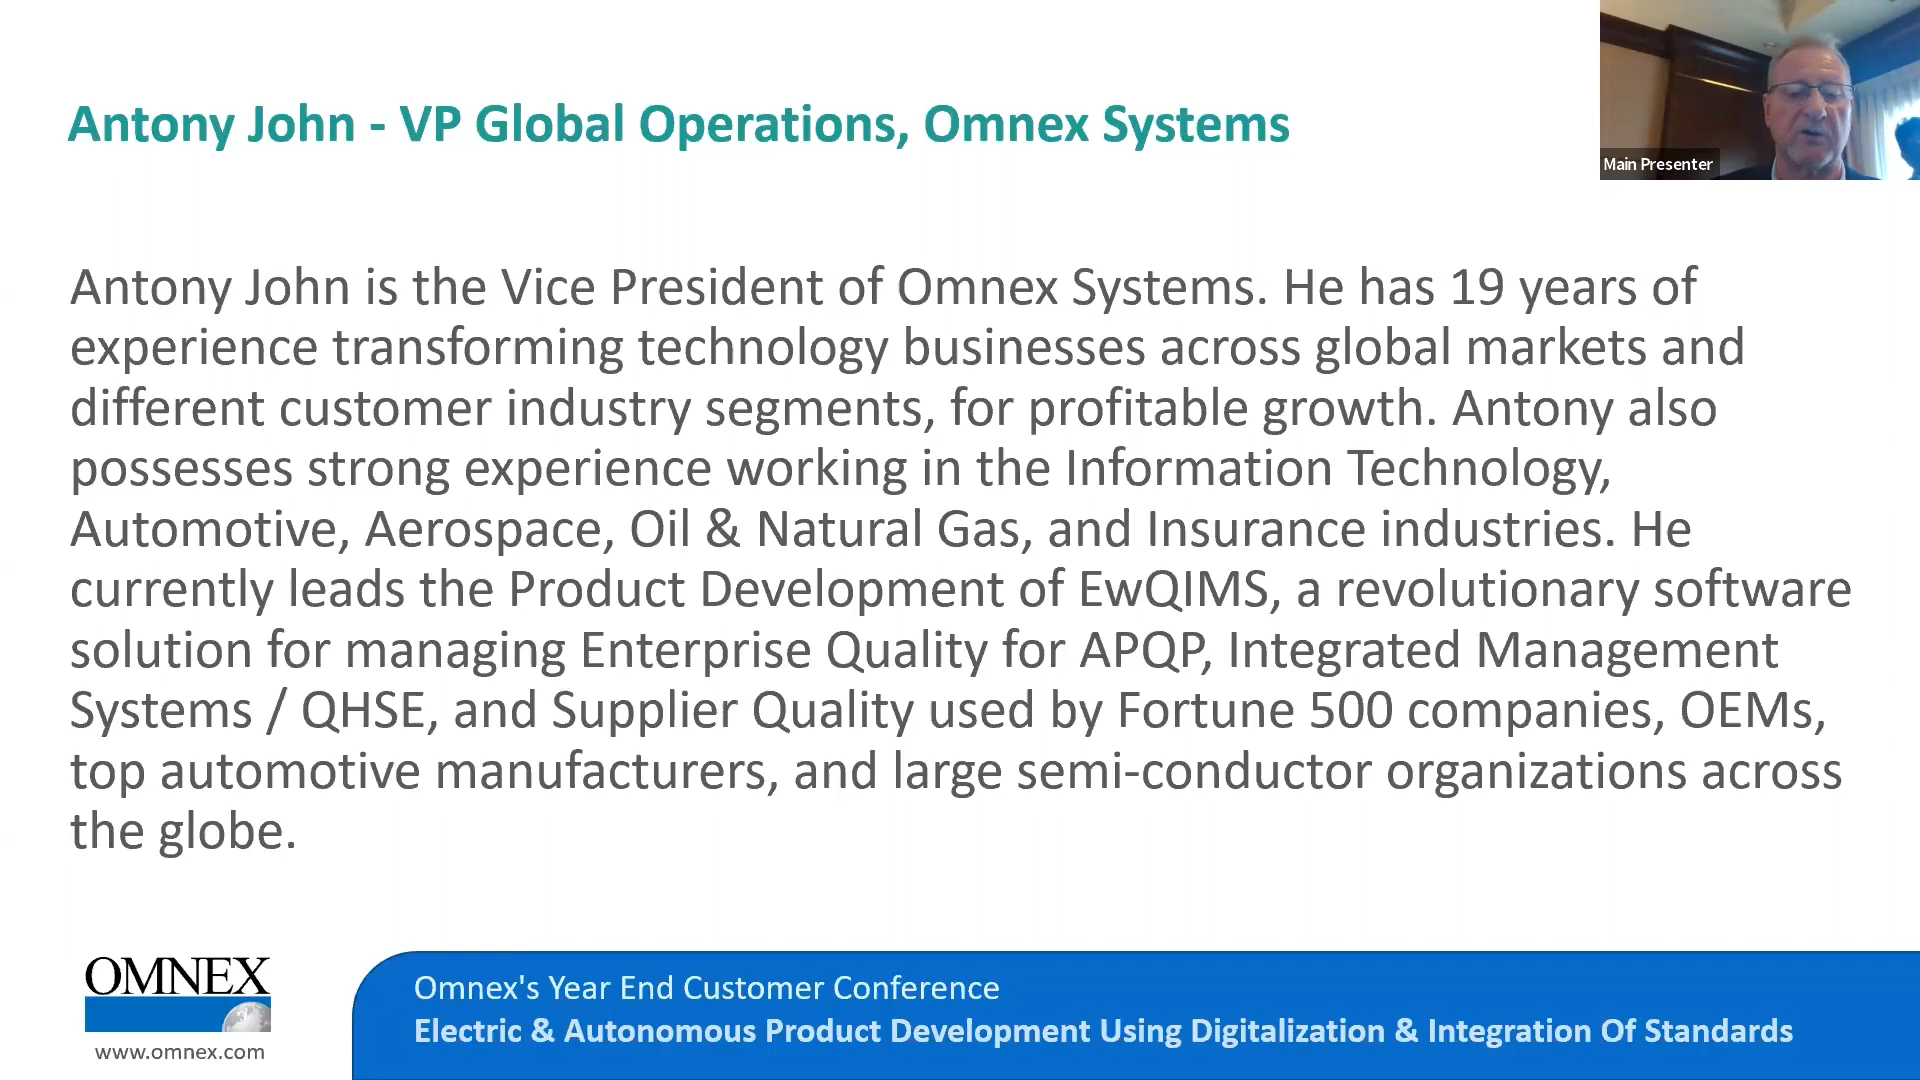 Antony John - VP Global Operations, Omnex Systems
Main Presenter
Antony John is the Vice President of Omnex Systems. He has 19 years of
experience transforming technology businesses across global markets and
different customer industry segments, for profitable growth. Antony also
possesses strong experience working in the Information Technology,
Automotive, Aerospace, Oil & Natural Gas, and Insurance industries. He
currently leads the Product Development of EwQIMS, a revolutionary software
solution for managing Enterprise Quality for APQP, Integrated Management
Systems / QHSE, and Supplier Quality used by Fortune 500 companies, OEMs,
top automotive manufacturers, and large semi-conductor organizations across
the globe.
OMNEX
www.omnex.com
Omnex's Year End Customer Conference
Electric & Autonomous Product Development Using Digitalization & Integration Of Standards